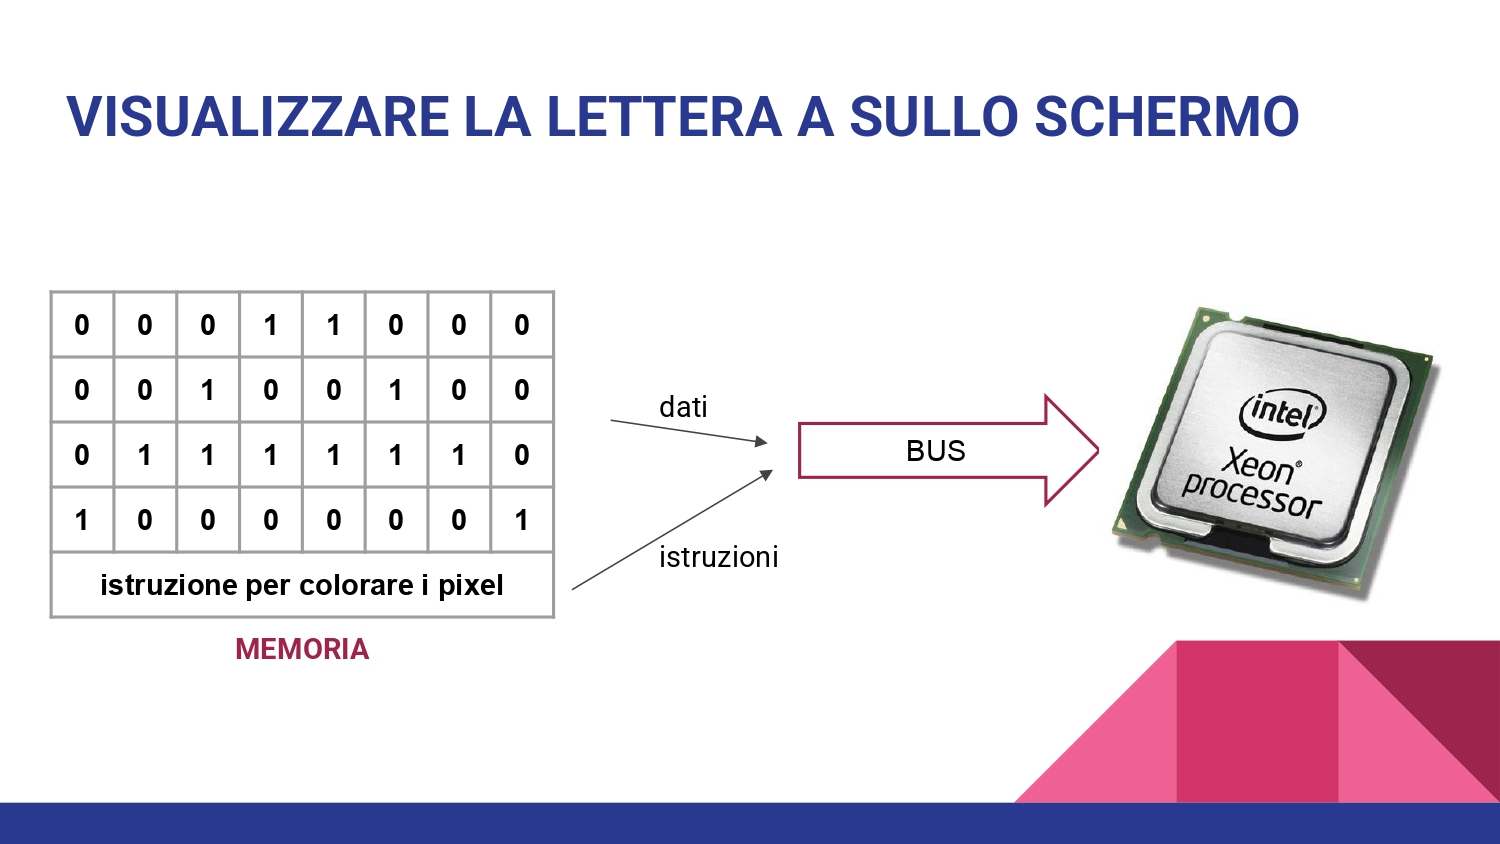 VISUALIZZARE LA LETTERA A SULLO SCHERMO
0 0 0 1 1 0 0 0
0 0 1 0 0 1 0 0
0 1 1 1 1 1 1 0
1 0 0 0 0 0 0 1
istruzione per colorare i pixel
MEMORIA
dati
istruzioni
BUS
intel®
Xeon®
processor